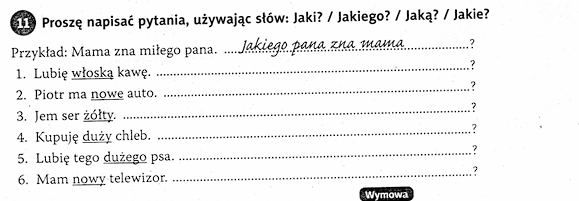 11 Proszę napisać pytania, używając słów: Jaki? / Jakiego? / Jaką? / Jakie?
Przykład: Mama zna miłego pana. ....Jakiego pana zna mama................?
1. Lubię włoską kawę. ................................................................................?
2. Piotr ma nowe auto. ................................................................................?
3. Jem ser żółty. ................................................................................?
4. Kupuję duży chleb. ................................................................................?
5. Lubię tego dużego psa. ................................................................................?
6. Mam nowy telewizor. ................................................................................?
Wymowa